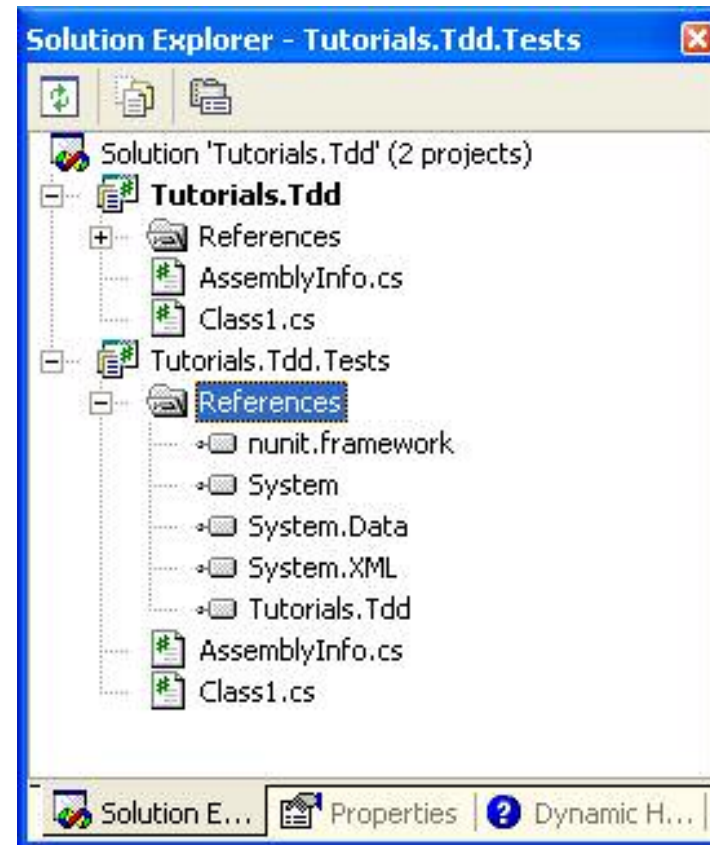 Solution Explorer - Tutorials.Tdd.Tests
Solution 'Tutorials.Tdd' (2 projects)
Tutorials.Tdd
References
AssemblyInfo.cs
Class1.cs
Tutorials.Tdd.Tests
References
nunit.framework
System
System.Data
System.XML
Tutorials.Tdd
AssemblyInfo.cs
Class1.cs
Solution E... Properties Dynamic H...